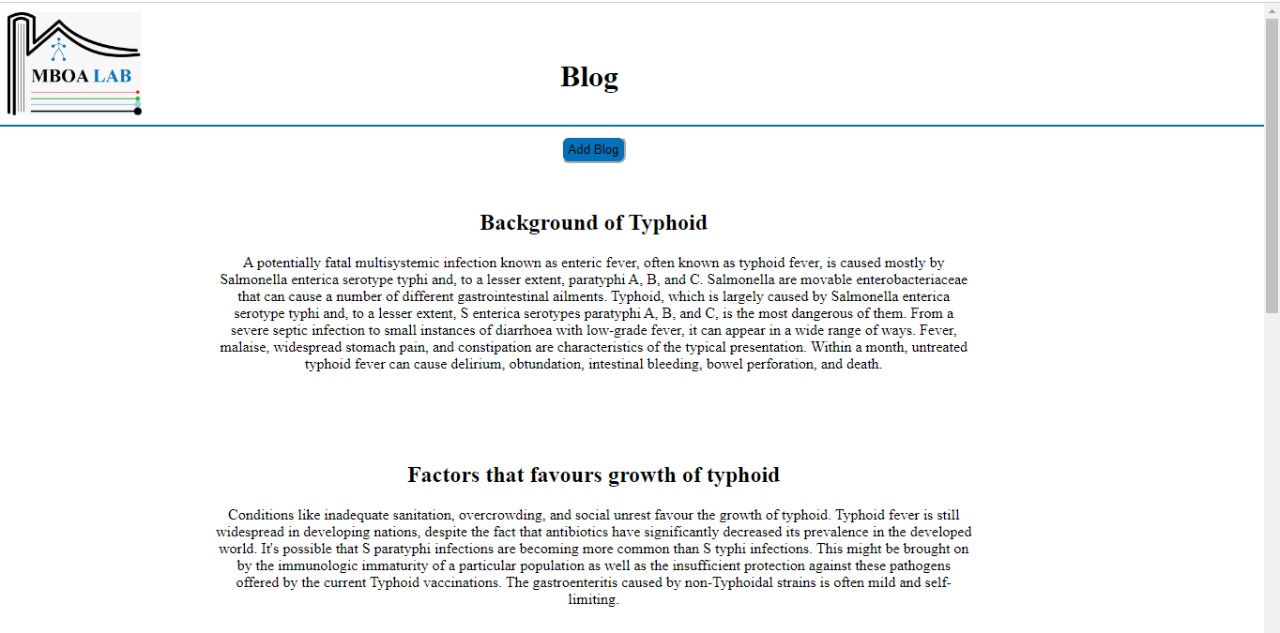 MBOA LAB
Blog
Add Blog
Background of Typhoid
A potentially fatal multisystemic infection known as enteric fever, often known as typhoid fever, is caused mostly by
Salmonella enterica serotype typhi and, to a lesser extent, paratyphi A, B, and C. Salmonella are movable enterobacteriaceae
that can cause a number of different gastrointestinal ailments. Typhoid, which is largely caused by Salmonella enterica
serotype typhi and, to a lesser extent, S enterica serotypes paratyphi A, B, and C, is the most dangerous of them. From a
severe septic infection to small instances of diarrhoea with low-grade fever, it can appear in a wide range of ways. Fever,
malaise, widespread stomach pain, and constipation are characteristics of the typical presentation. Within a month, untreated
typhoid fever can cause delirium, obtundation, intestinal bleeding, bowel perforation, and death.
Factors that favours growth of typhoid
Conditions like inadequate sanitation, overcrowding, and social unrest favour the growth of typhoid. Typhoid fever is still
widespread in developing nations, despite the fact that antibiotics have significantly decreased its prevalence in the developed
world. It's possible that S paratyphi infections are becoming more common than S typhi infections. This might be brought on
by the immunologic immaturity of a particular population as well as the insufficient protection against these pathogens
offered by the current Typhoid vaccinations. The gastroenteritis caused by non-Typhoidal strains is often mild and self-
limiting.